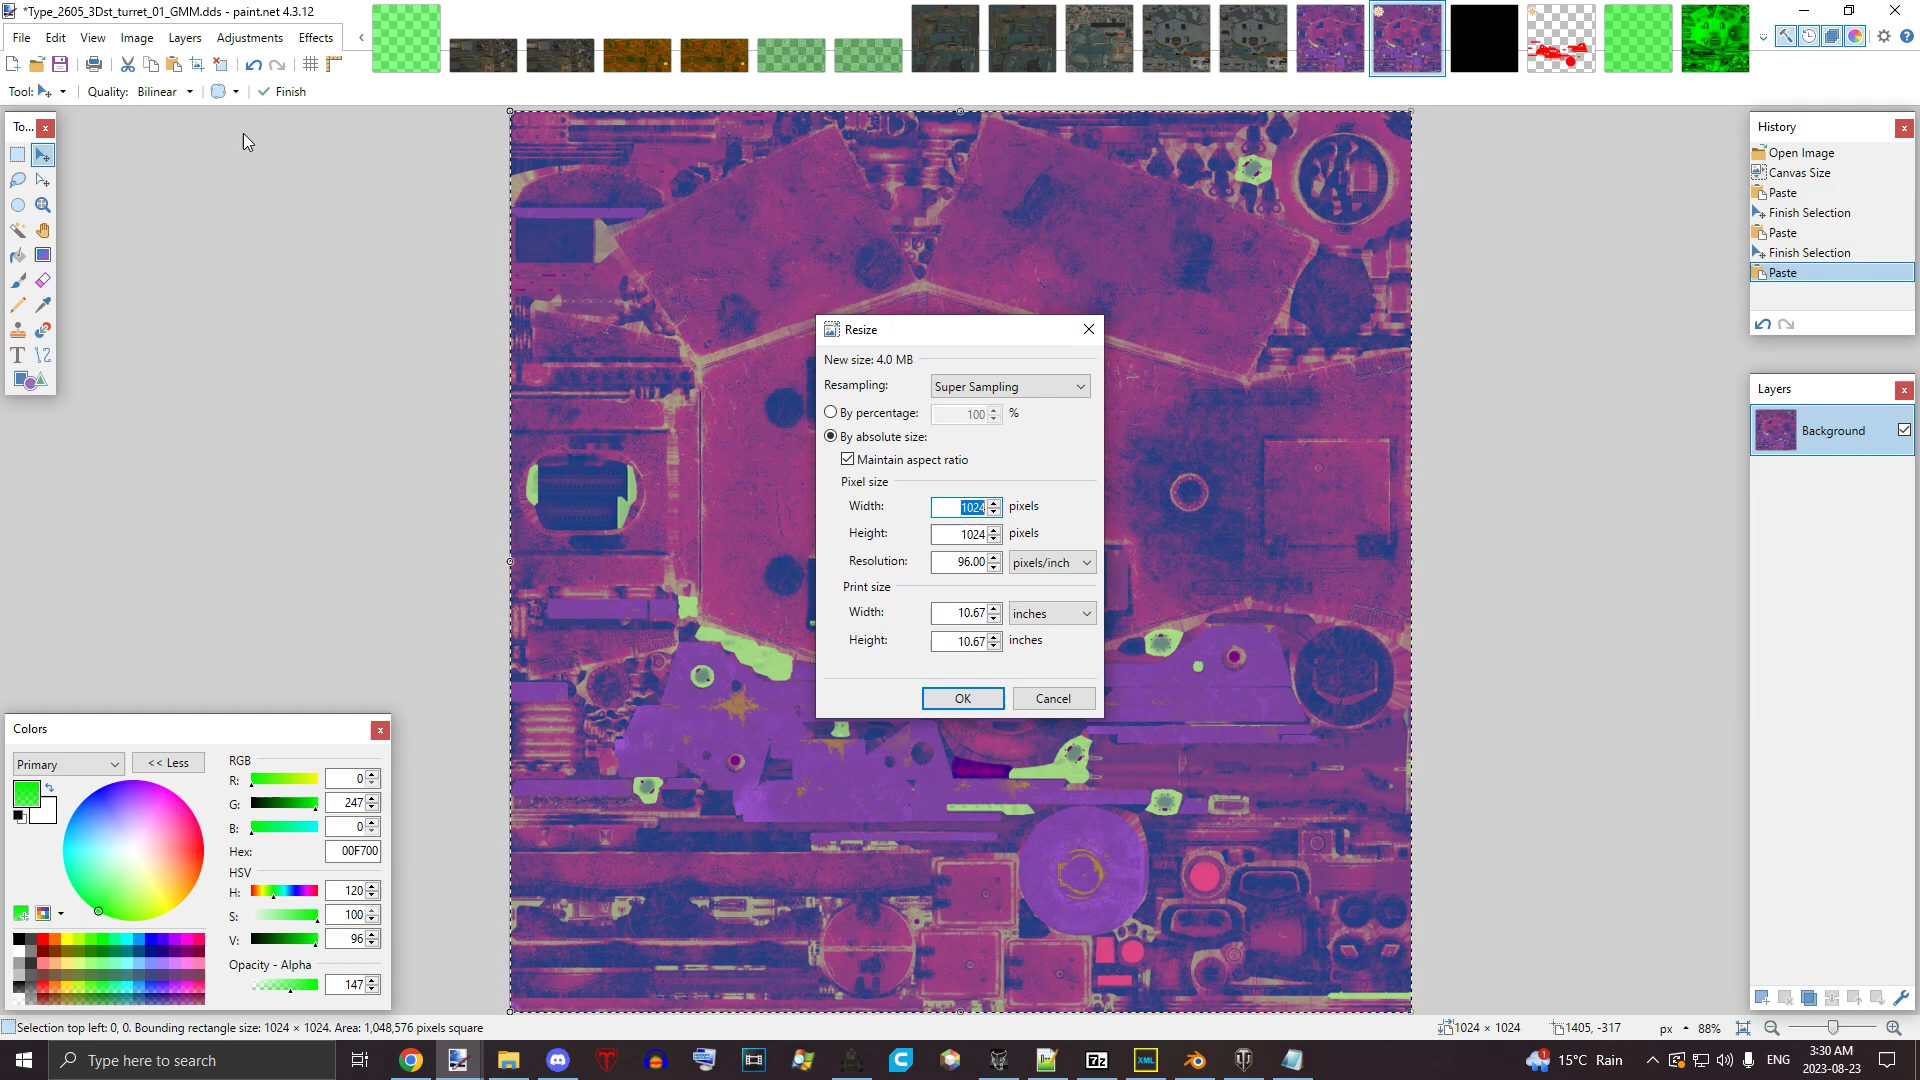 *Type_2605_3Dst_turret_01_GMM.dds - paint.net 4.3.12
File Edit View Image Layers Adjustments Effects
Tool: Quality: Bilinear Finish
To...
T
History
Open Image
Canvas Size
Paste
Finish Selection
Paste
Finish Selection
Paste
Layers
Background
Resize
New size: 4.0 MB
Resampling: Super Sampling
By percentage: 100 %
By absolute size:
Maintain aspect ratio
Pixel size
Width: 1024 pixels
Height: 1024 pixels
Resolution: 96.00 pixels/inch
Print size
Width: 10.67 inches
Height: 10.67 inches
OK Cancel
Colors
Primary << Less
RGB
R: 0
G: 247
B: 0
Hex: 00F700
HSV
H: 120
S: 100
V: 96
Opacity - Alpha
147
Selection top left: 0, 0. Bounding rectangle size: 1024 × 1024. Area: 1,048,576 pixels square
1024 × 1024 1405, -317 px 88%
Type here to search
7z
XML
1
15°C Rain
ENG
3:30 AM
2023-08-23